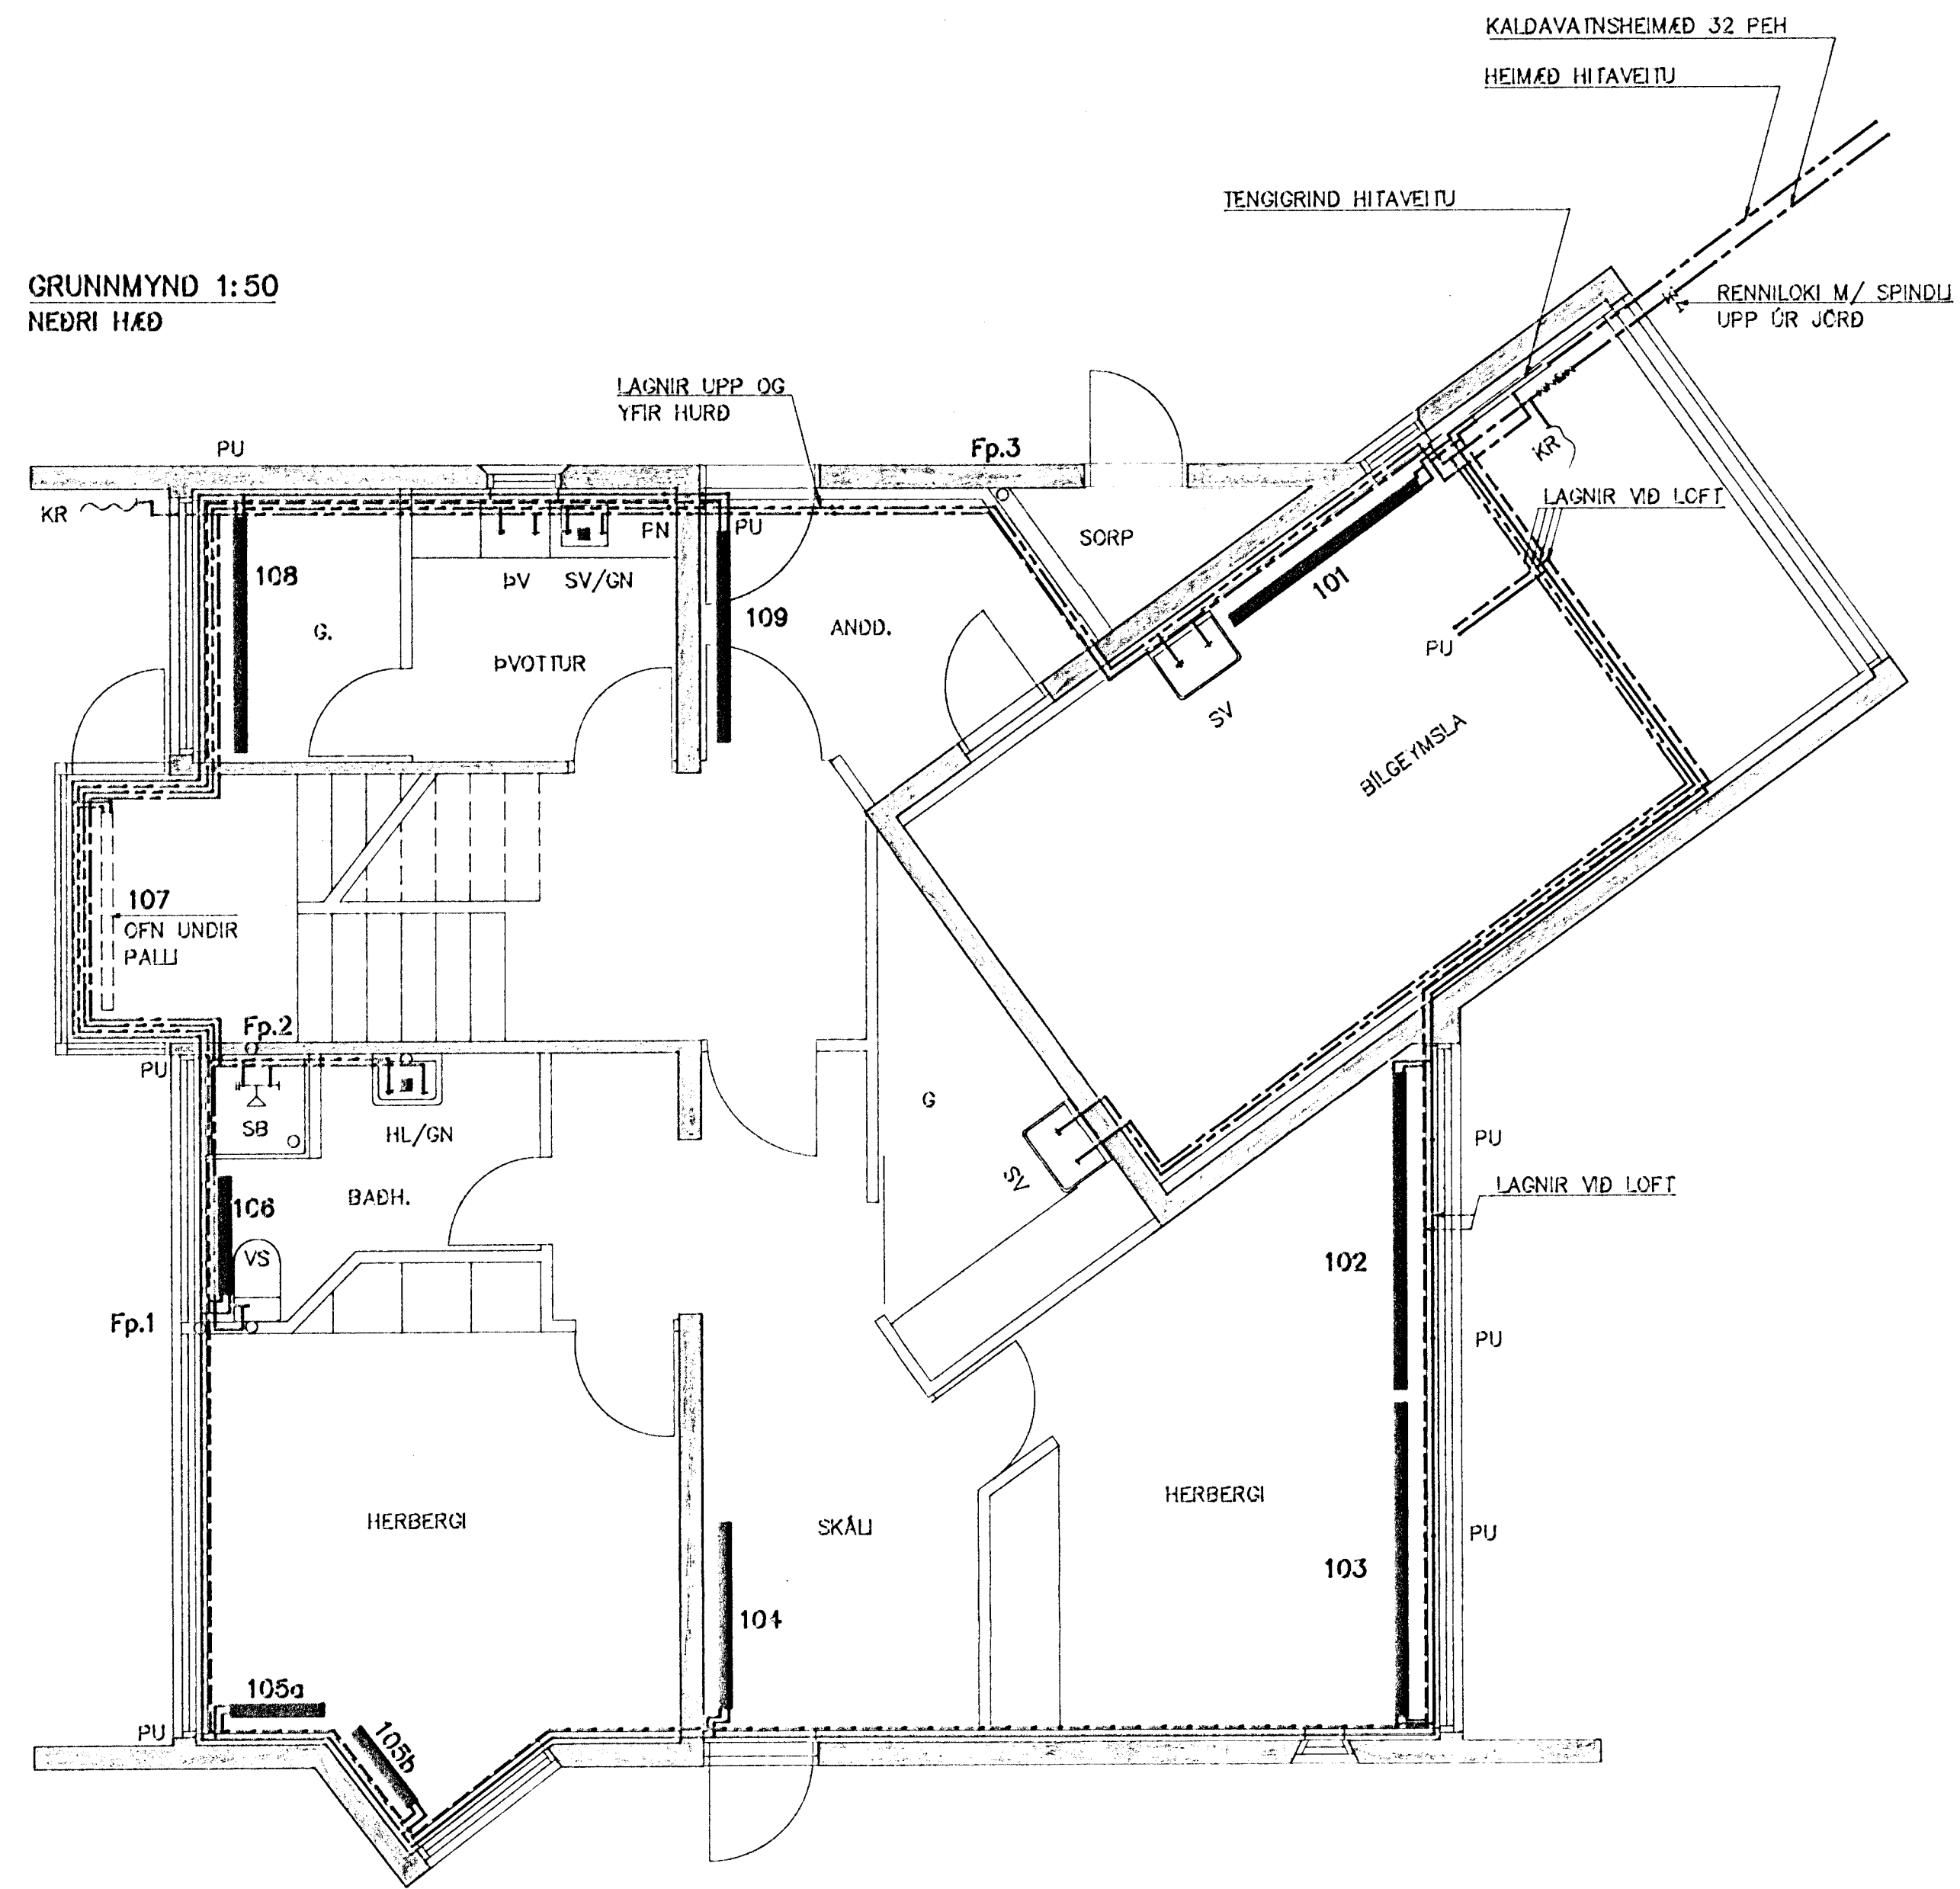 KALDAVATNSHEIMÆÐ 32 PEH
HEIMÆÐ HITAVEITU
TENGIGRIND HITAVEITU
GRUNNMYND 1:50
NEÐRI HÆÐ
RENNILOKI M/ SPINDLI
UPP ÚR JÖRÐ
LAGNIR UPP OG
YFIR HURÐ
PU
Fp.3
KR
KR
LAGNIR VIÐ LOFT
FN
PU
SORP
108
ÞV
SV/GN
101
G.
109
ANDD.
ÞVOTTUR
PU
SV
BÍLGEYMSLA
107
OFN UNDIR
PALLI
Fp.2
PU
SB
HL/GN
G
PU
SV
LAGNIR VIÐ LOFT
106
BAÐH.
VS
102
Fp.1
PU
HERBERGI
SKÁLI
HERBERGI
PU
103
104
105a
PU
105b